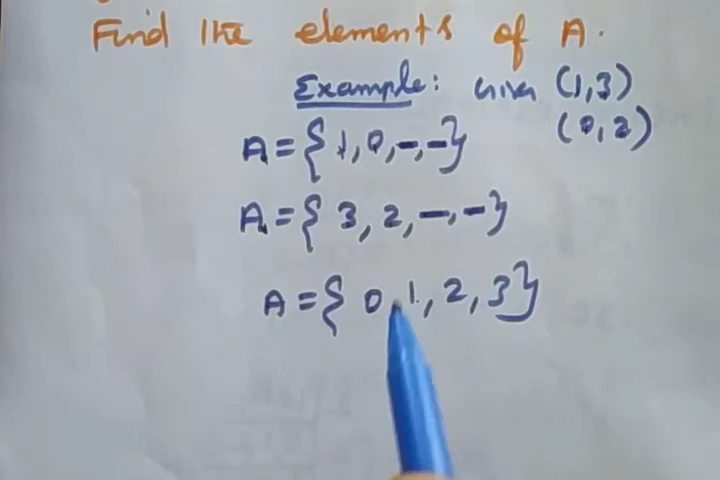 Find the elements of A.
Example: Given (1,3)
(0,2)
A={1,0,-,-}
A={3,2,-,-}
A={0,1,2,3}